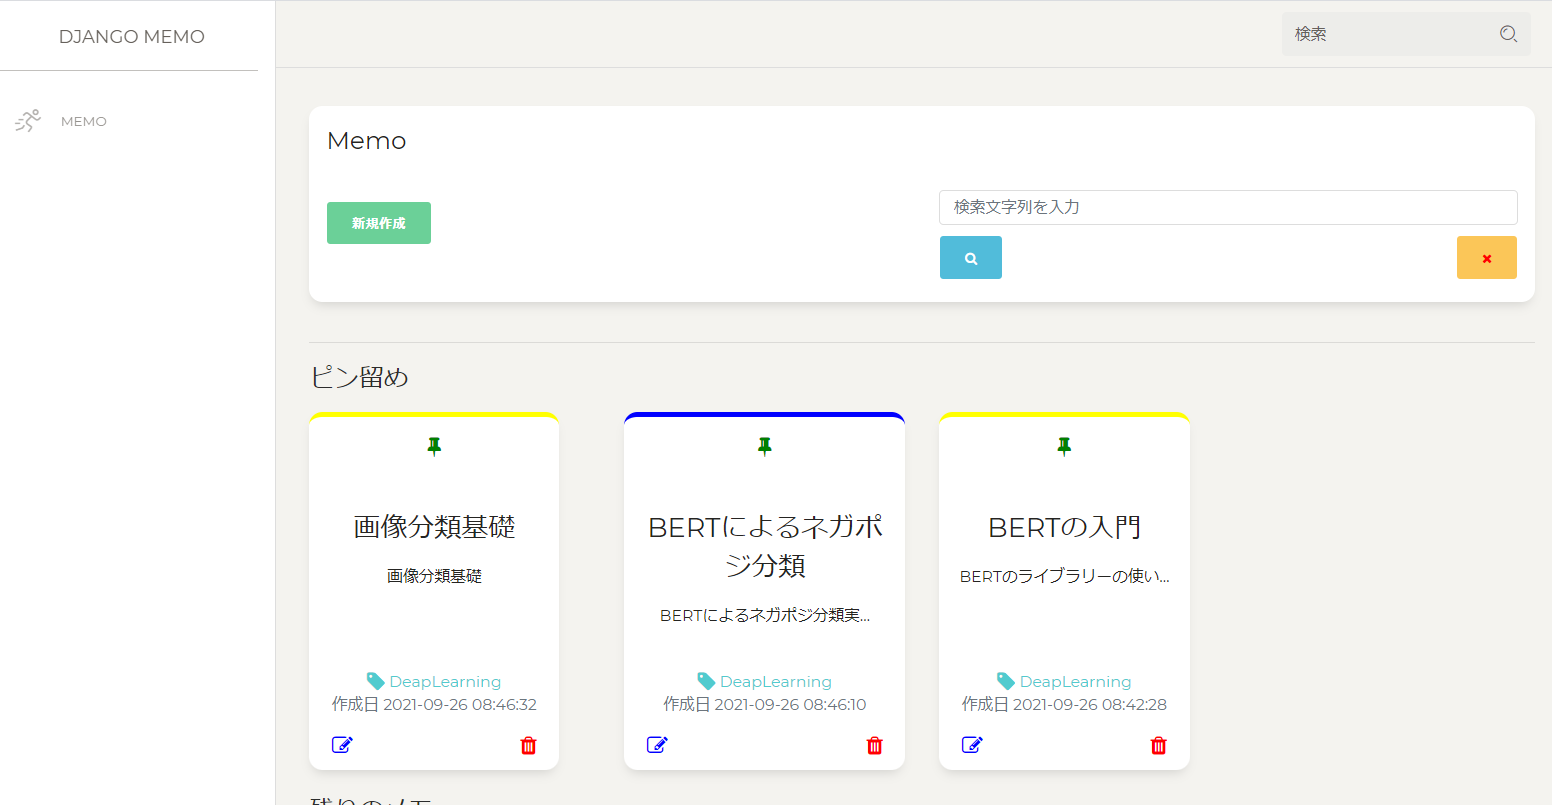 DJANGO MEMO
検索
MEMO
Memo
新規作成
検索文字列を入力
ピン留め
画像分類基礎
画像分類基礎
DeapLearning
作成日 2021-09-26 08:46:32
BERTによるネガポ
ジ分類
BERTによるネガポジ分類実...
DeapLearning
作成日 2021-09-26 08:46:10
BERTの入門
BERTのライブラリーの使い...
DeapLearning
作成日 2021-09-26 08:42:28
残りのメモ